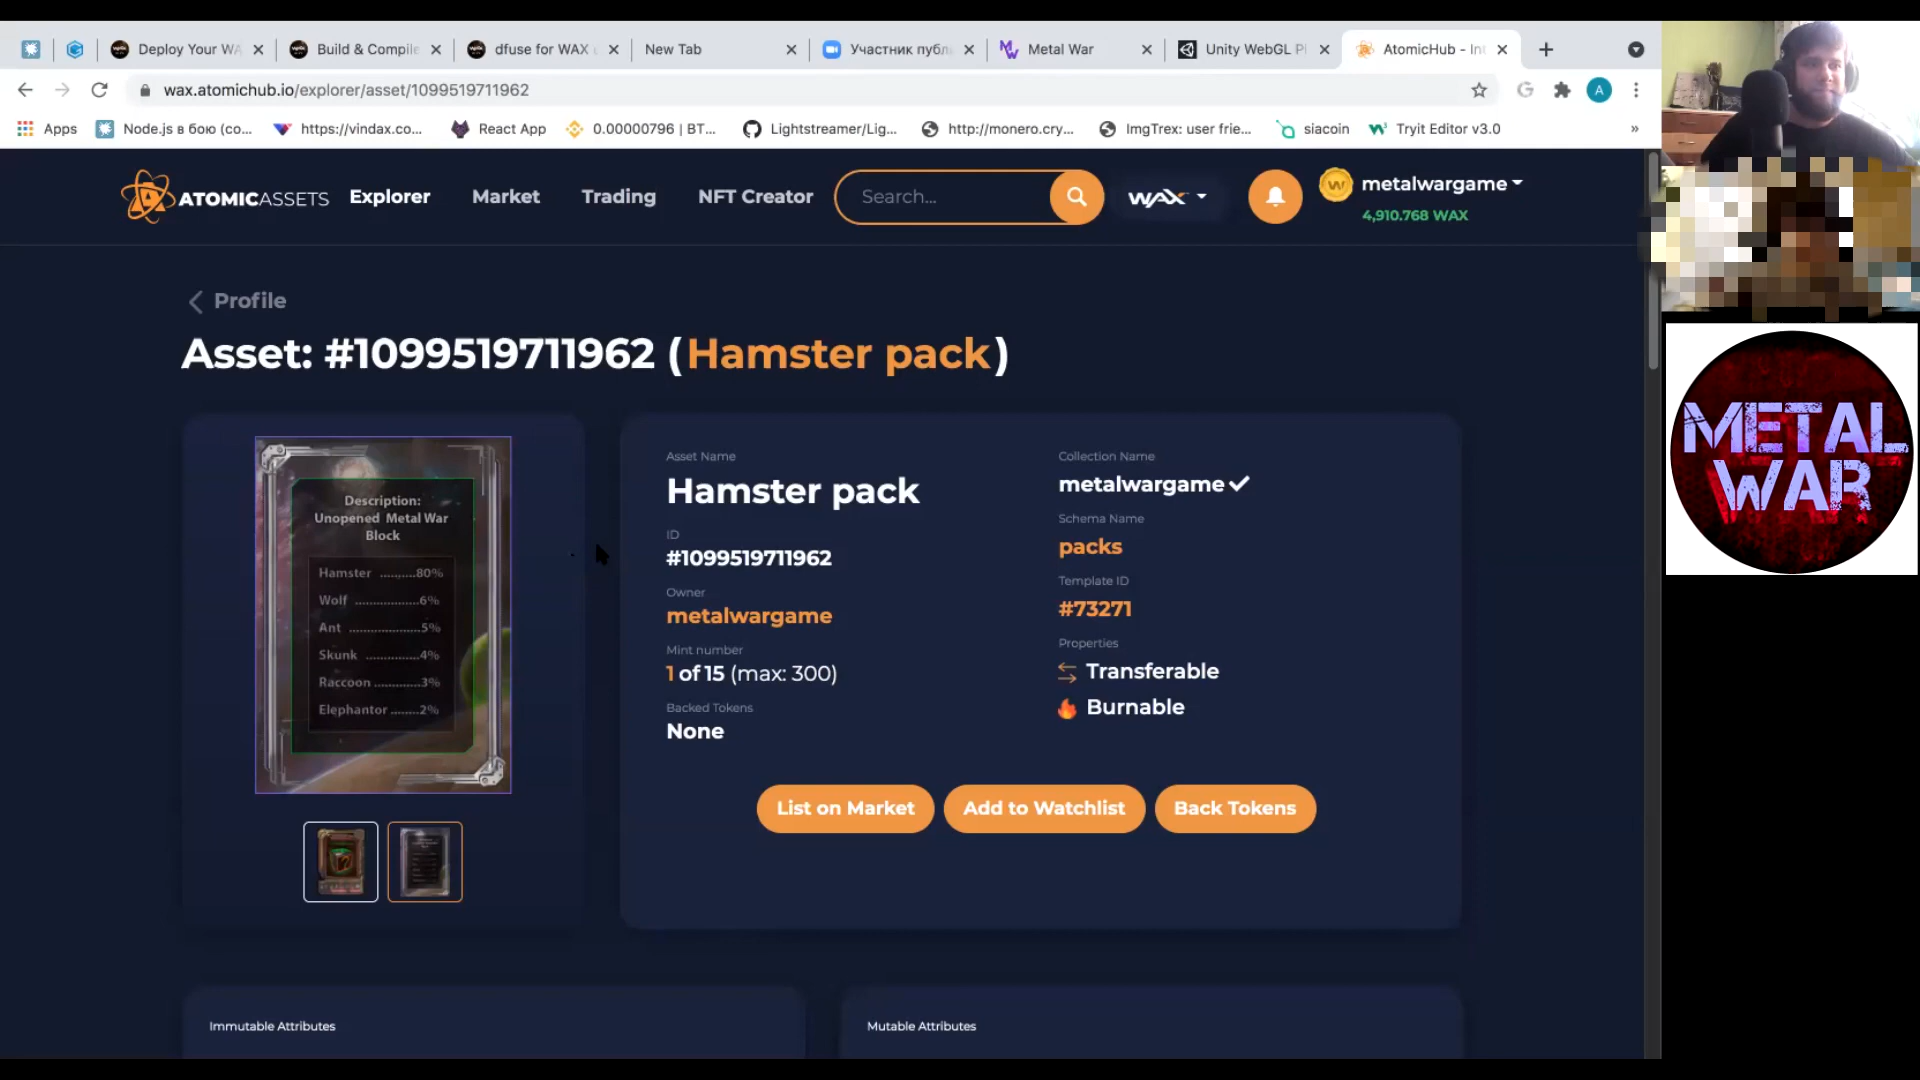 Deploy Your WA
Build & Compile
dfuse for WAX
New Tab
Участник публ
Metal War
Unity WebGL Pl
AtomicHub - Int
wax.atomichub.io/explorer/asset/1099519711962
A
Apps
Node.js в бою (со...
https://vindax.co...
React App
0.00000796 | BT...
Lightstreamer/Lig...
http://monero.cry...
ImgTrex: user frie...
siacoin
Tryit Editor v3.0
»
ATOMICASSETS
Explorer
Market
Trading
NFT Creator
Search...
WAX
metalwargame
4,910.768 WAX
Profile
Asset: #1099519711962 (Hamster pack)
Description:
Unopened Metal War
Block
Hamster ..........80%
Wolf .................6%
Ant ....................5%
Skunk ..............4%
Raccoon ...........3%
Elephantor ........2%
Asset Name
Hamster pack
ID
#1099519711962
Owner
metalwargame
Mint number
1 of 15 (max: 300)
Backed Tokens
None
Collection Name
metalwargame
Schema Name
packs
Template ID
#73271
Properties
Transferable
Burnable
List on Market
Add to Watchlist
Back Tokens
Immutable Attributes
Mutable Attributes
METAL
WAR